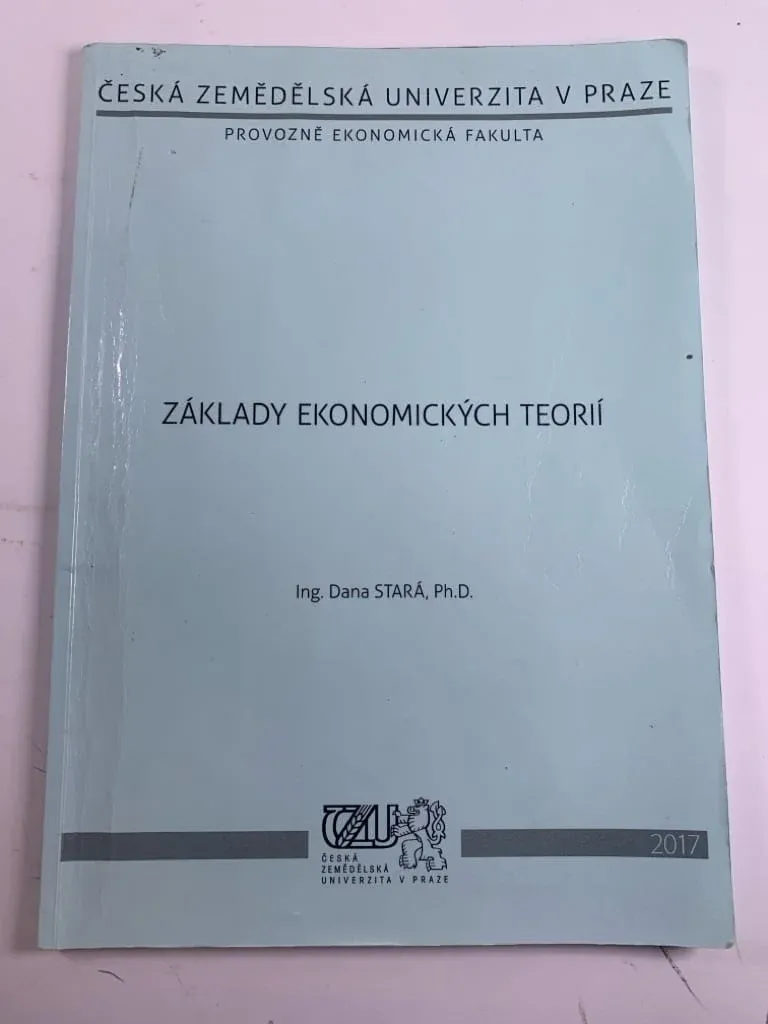 ČESKÁ ZEMĚDĚLSKÁ UNIVERZITA V PRAZE
PROVOZNĚ EKONOMICKÁ FAKULTA
ZÁKLADY EKONOMICKÝCH TEORIÍ
Ing. Dana STARÁ, Ph.D.
ČZU
ČESKÁ
ZEMĚDĚLSKÁ
UNIVERZITA V PRAZE
2017